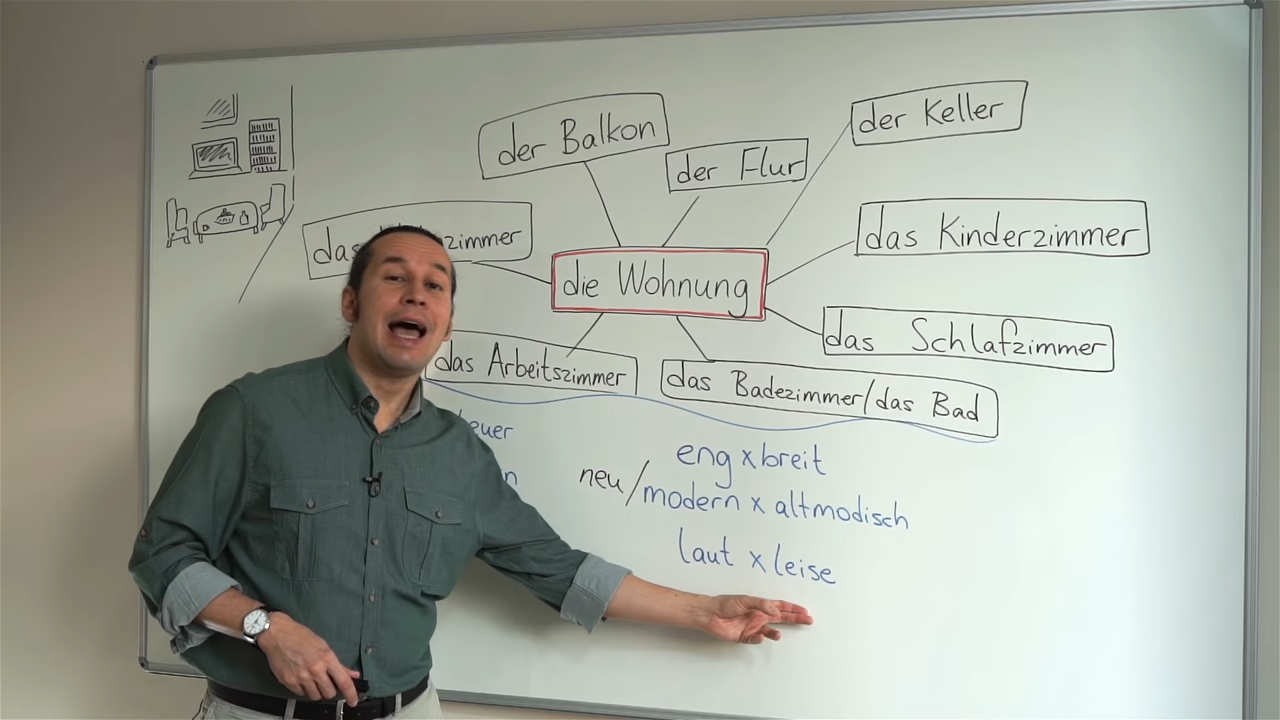 der Balkon
der Keller
der Flur
das zimmer
das Kinderzimmer
die Wohnung
das Schlafzimmer
das Arbeitszimmer
das Badezimmer/das Bad
eng x breit
neu/modern x altmodisch
laut x leise